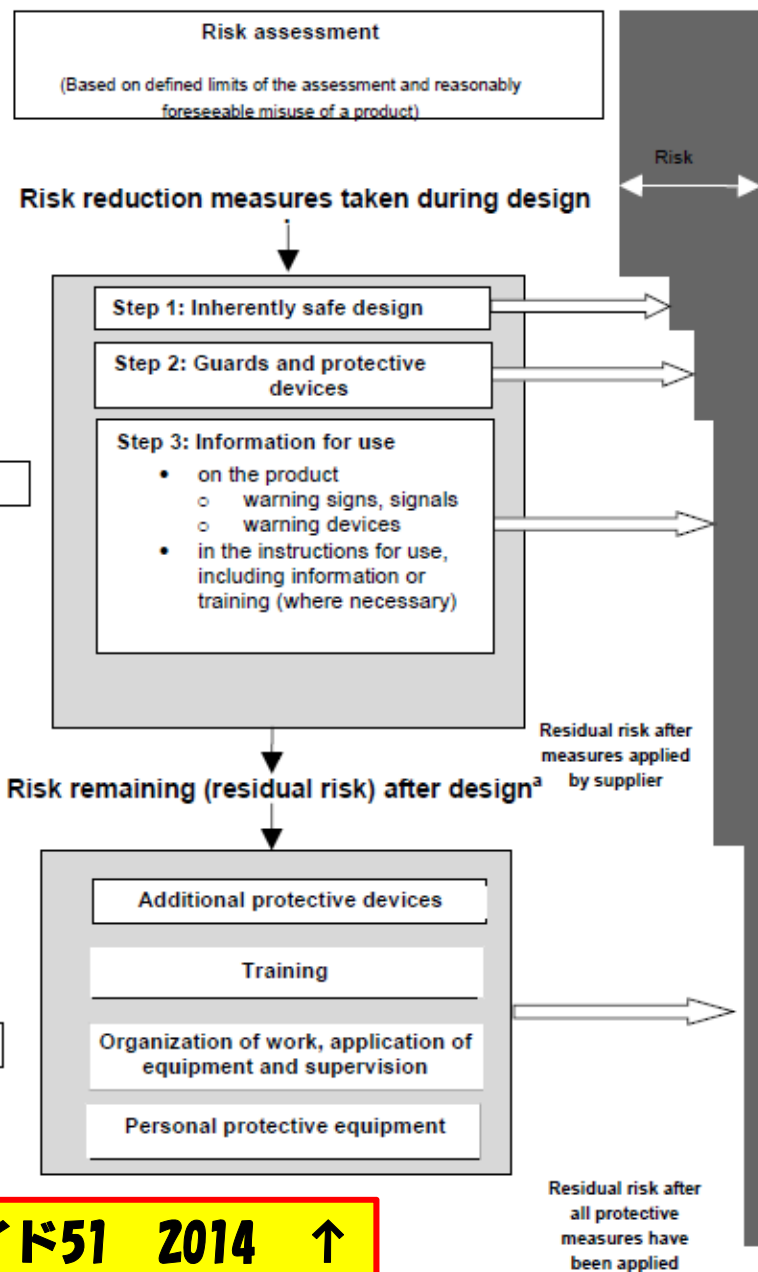 Risk assessment
(Based on defined limits of the assessment and reasonably
foreseeable misuse of a product)
Risk
Risk reduction measures taken during design
Step 1: Inherently safe design
Step 2: Guards and protective
devices
Step 3: Information for use
• on the product
o warning signs, signals
o warning devices
• in the instructions for use,
including information or
training (where necessary)
Residual risk after
measures applied
by supplier
Risk remaining (residual risk) after designᵃ
Additional protective devices
Training
Organization of work, application of
equipment and supervision
Personal protective equipment
Residual risk after
all protective
measures have
been applied
イド51 2014 ↑